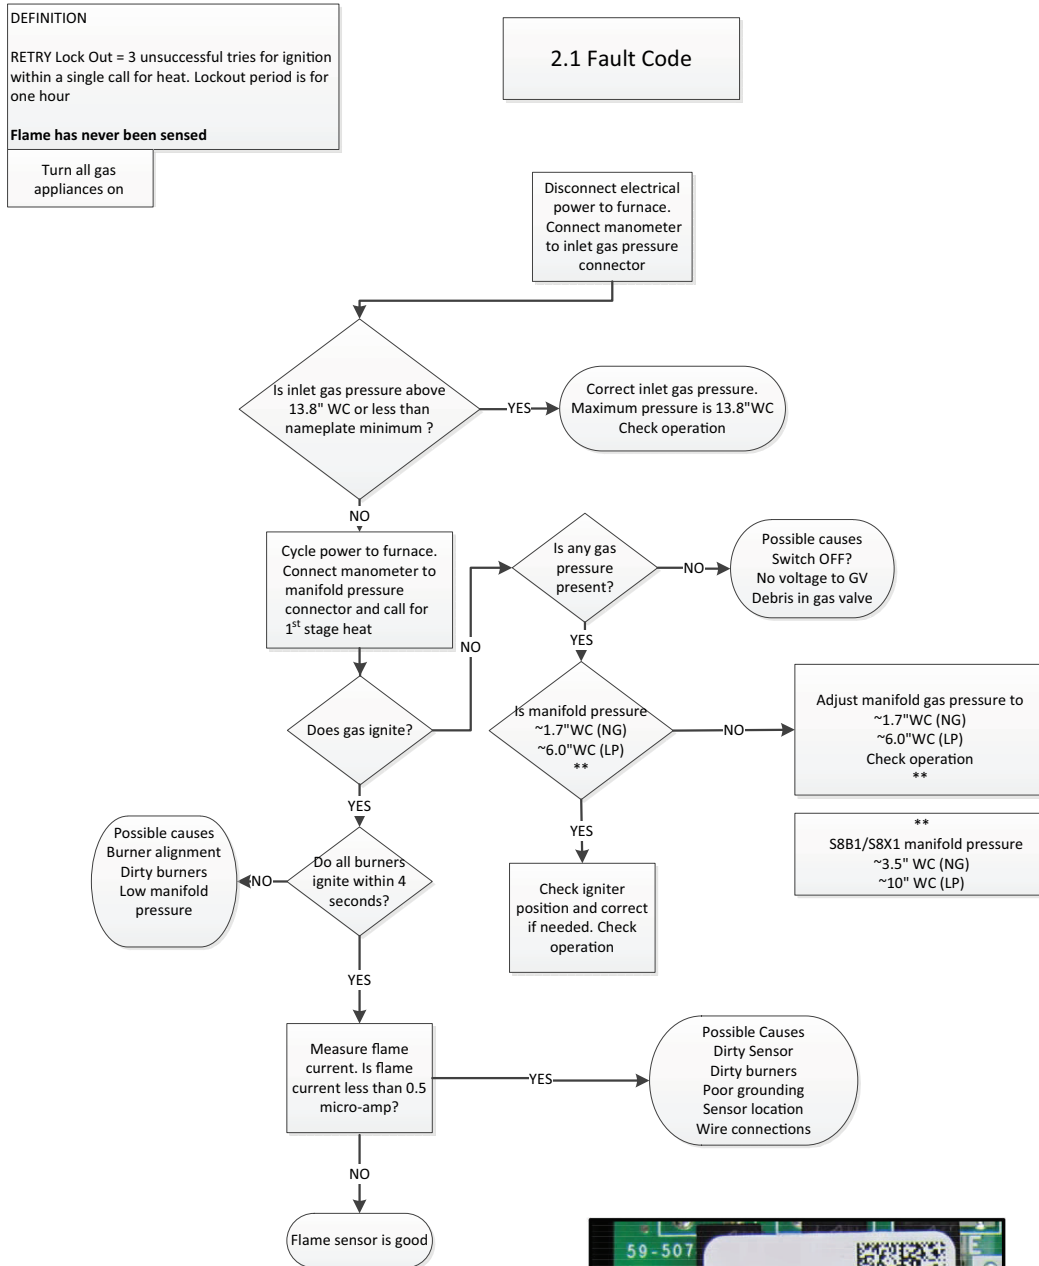 DEFINITION
RETRY Lock Out = 3 unsuccessful tries for ignition
within a single call for heat. Lockout period is for
one hour
Flame has never been sensed
Turn all gas
appliances on
2.1 Fault Code
Disconnect electrical
power to furnace.
Connect manometer
to inlet gas pressure
connector
Is inlet gas pressure above
13.8" WC or less than
nameplate minimum ?
YES
Correct inlet gas pressure.
Maximum pressure is 13.8"WC
Check operation
NO
Cycle power to furnace.
Connect manometer to
manifold pressure
connector and call for
1st stage heat
Does gas ignite?
NO
Is any gas
pressure
present?
NO
Possible causes
Switch OFF?
No voltage to GV
Debris in gas valve
YES
Is manifold pressure
~1.7"WC (NG)
~6.0"WC (LP)
**
NO
Adjust manifold gas pressure to
~1.7"WC (NG)
~6.0"WC (LP)
Check operation
**
**
S8B1/S8X1 manifold pressure
~3.5" WC (NG)
~10" WC (LP)
YES
Check igniter
position and correct
if needed. Check
operation
YES
Do all burners
ignite within 4
seconds?
NO
Possible causes
Burner alignment
Dirty burners
Low manifold
pressure
YES
Measure flame
current. Is flame
current less than 0.5
micro-amp?
YES
Possible Causes
Dirty Sensor
Dirty burners
Poor grounding
Sensor location
Wire connections
NO
Flame sensor is good
59-507